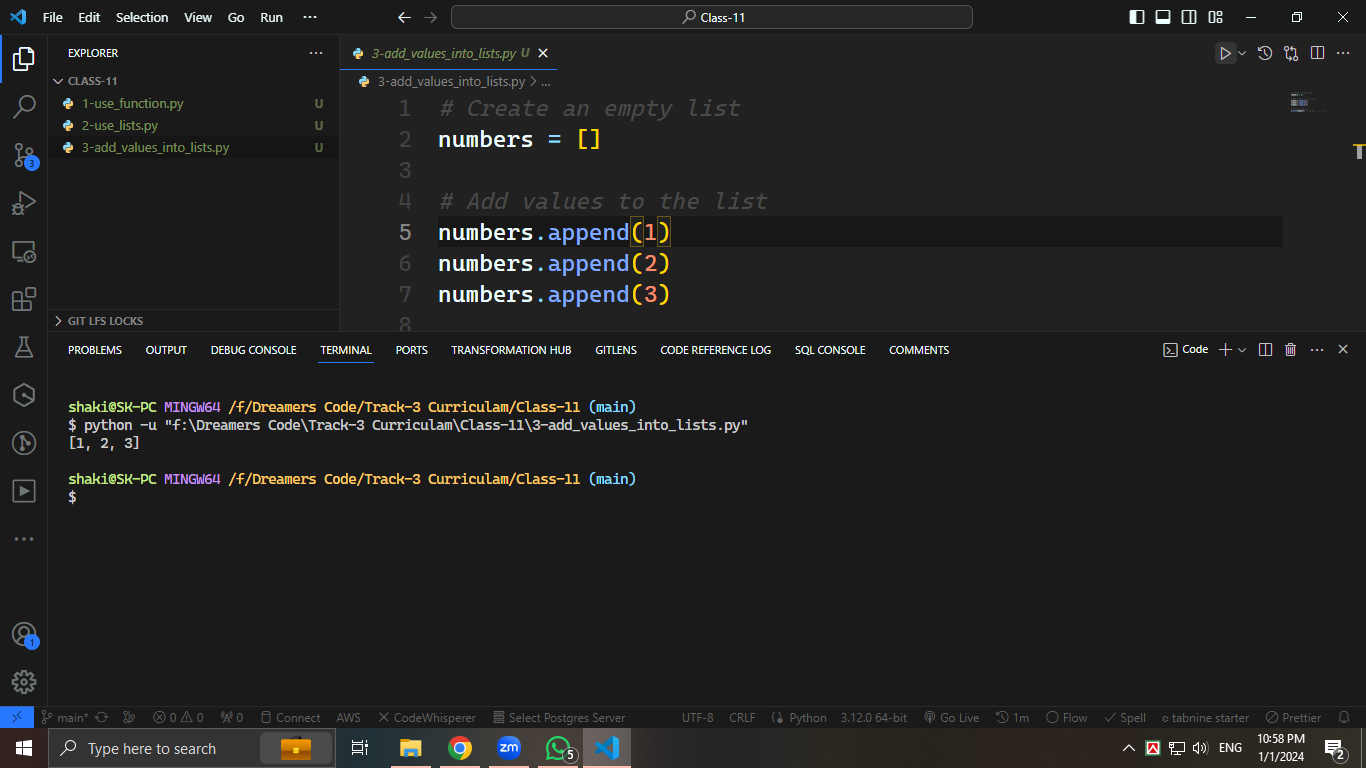 File Edit Selection View Go Run ··· Class-11
EXPLORER ···
CLASS-11
1-use_function.py U
2-use_lists.py U
3-add_values_into_lists.py U
3
GIT LFS LOCKS
3-add_values_into_lists.py U
3-add_values_into_lists.py > ...
1 # Create an empty list
2 numbers = []
3
4 # Add values to the list
5 numbers.append(1)
6 numbers.append(2)
7 numbers.append(3)
8
PROBLEMS OUTPUT DEBUG CONSOLE TERMINAL PORTS TRANSFORMATION HUB GITLENS CODE REFERENCE LOG SQL CONSOLE COMMENTS Code
shaki@SK-PC MINGW64 /f/Dreamers Code/Track-3 Curriculam/Class-11 (main)
$ python -u "f:\Dreamers Code\Track-3 Curriculam\Class-11\3-add_values_into_lists.py"
[1, 2, 3]
shaki@SK-PC MINGW64 /f/Dreamers Code/Track-3 Curriculam/Class-11 (main)
$
1
main* 0 0 0 Connect AWS CodeWhisperer Select Postgres Server UTF-8 CRLF Python 3.12.0 64-bit Go Live 1m Flow Spell tabnine starter Prettier
Type here to search zm 5 ENG 10:58 PM
1/1/2024 2